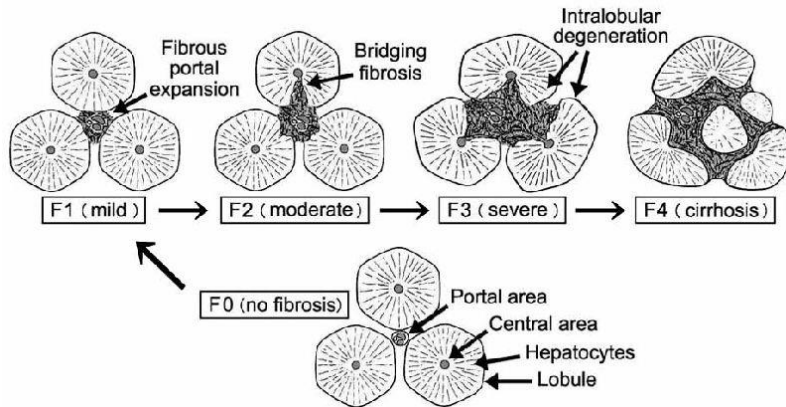 Fibrous
portal
expansion
Bridging
fibrosis
Intralobular
degeneration
F1 (mild)
F2 (moderate)
F3 (severe)
F4 (cirrhosis)
F0 (no fibrosis)
Portal area
Central area
Hepatocytes
Lobule